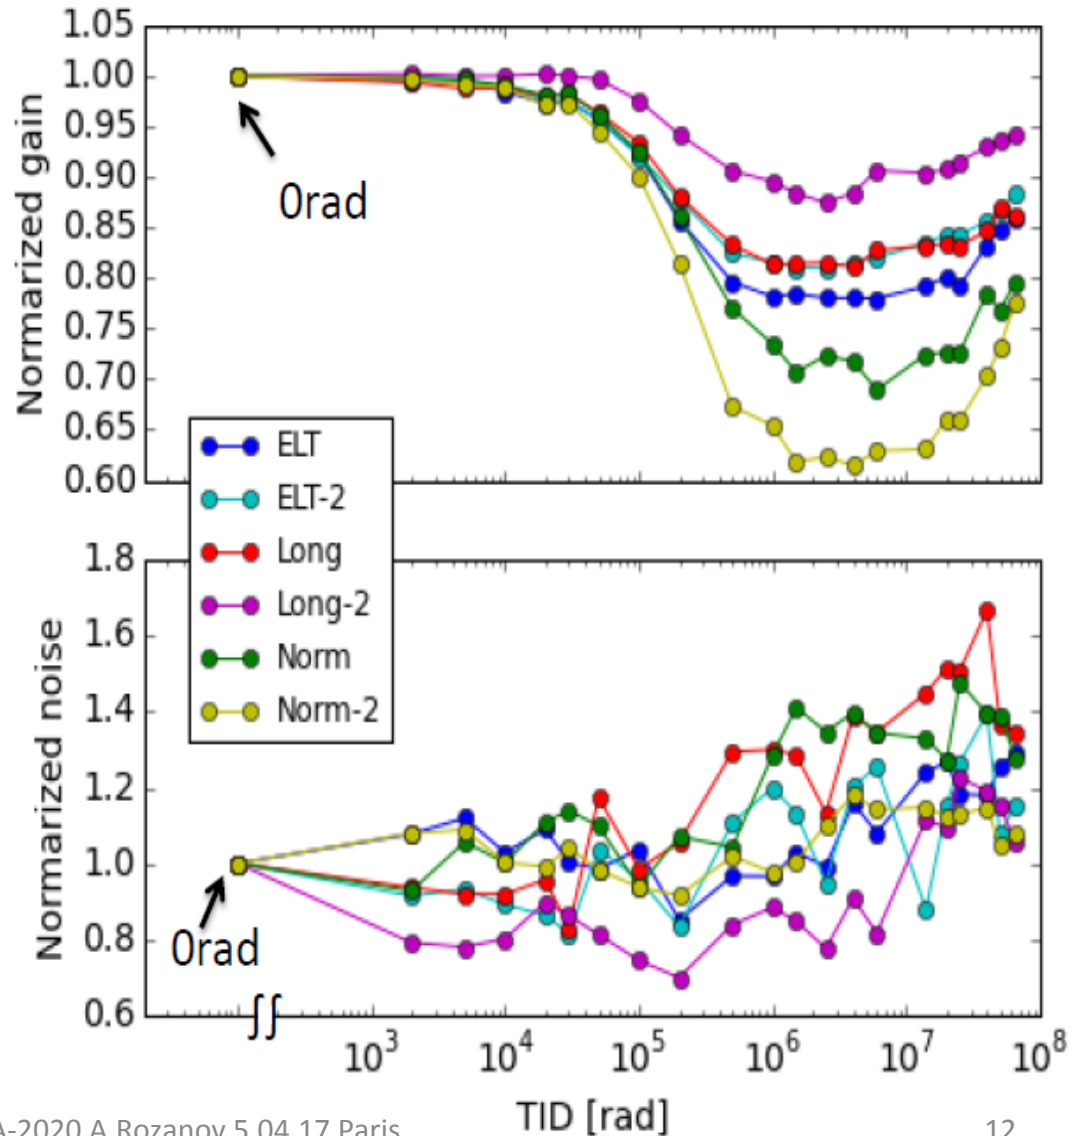 1.05
1.00
0.95
0.90
0.85
0.80
0.75
0.70
0.65
0.60
Normarized gain
0rad
ELT
ELT-2
Long
Long-2
Norm
Norm-2
1.8
1.6
1.4
1.2
1.0
0.8
0.6
Normarized noise
0rad
∫∫
10³ 10⁴ 10⁵ 10⁶ 10⁷ 10⁸
TID [rad]
A-2020 A Rozanov 5.04.17 Paris 12